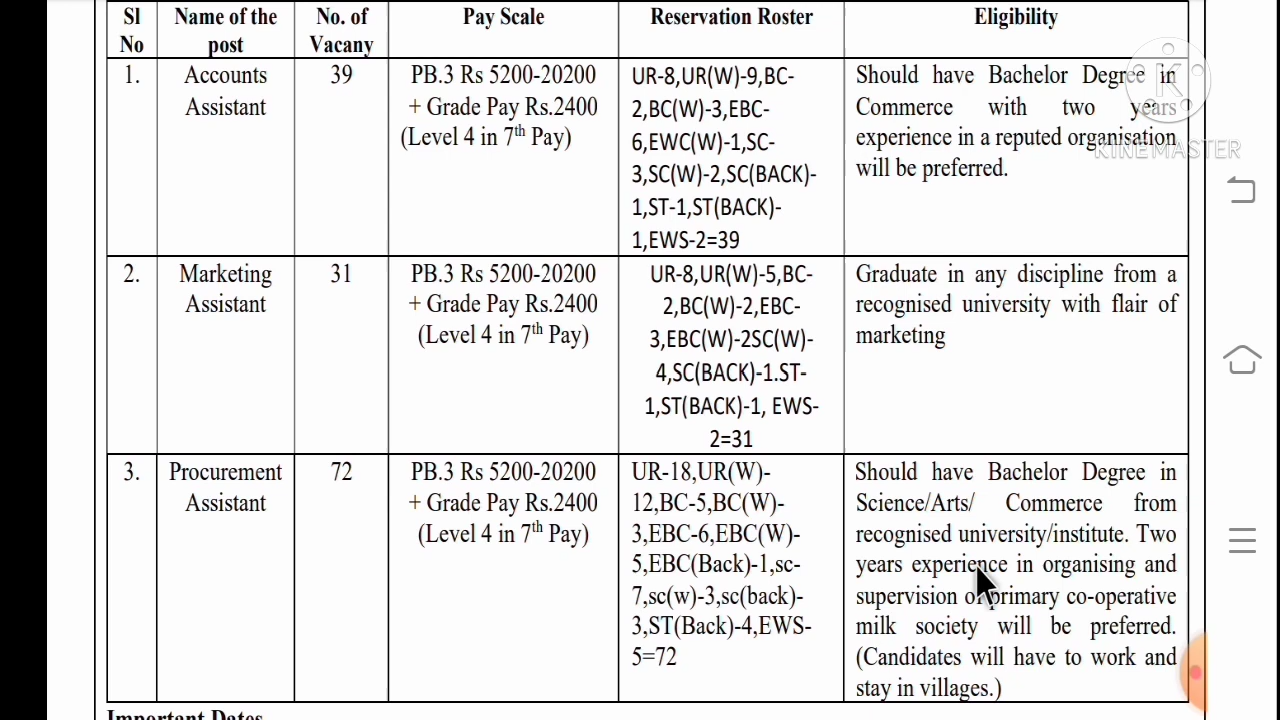 Sl No
Name of the post
No. of Vacany
Pay Scale
Reservation Roster
Eligibility
1.
Accounts
Assistant
39
PB.3 Rs 5200-20200
+ Grade Pay Rs.2400
(Level 4 in 7th Pay)
UR-8,UR(W)-9,BC-
2,BC(W)-3,EBC-
6,EWC(W)-1,SC-
3,SC(W)-2,SC(BACK)-
1,ST-1,ST(BACK)-
1,EWS-2=39
Should have Bachelor Degree in
Commerce with two years
experience in a reputed organisation
will be preferred.
KINEMASTER
2.
Marketing
Assistant
31
PB.3 Rs 5200-20200
+ Grade Pay Rs.2400
(Level 4 in 7th Pay)
UR-8,UR(W)-5,BC-
2,BC(W)-2,EBC-
3,EBC(W)-2SC(W)-
4,SC(BACK)-1.ST-
1,ST(BACK)-1, EWS-
2=31
Graduate in any discipline from a
recognised university with flair of
marketing
3.
Procurement
Assistant
72
PB.3 Rs 5200-20200
+ Grade Pay Rs.2400
(Level 4 in 7th Pay)
UR-18,UR(W)-
12,BC-5,BC(W)-
3,EBC-6,EBC(W)-
5,EBC(Back)-1,sc-
7,sc(w)-3,sc(back)-
3,ST(Back)-4,EWS-
5=72
Should have Bachelor Degree in
Science/Arts/ Commerce from
recognised university/institute. Two
years experience in organising and
supervision of primary co-operative
milk society will be preferred.
(Candidates will have to work and
stay in villages.)
Important Dates